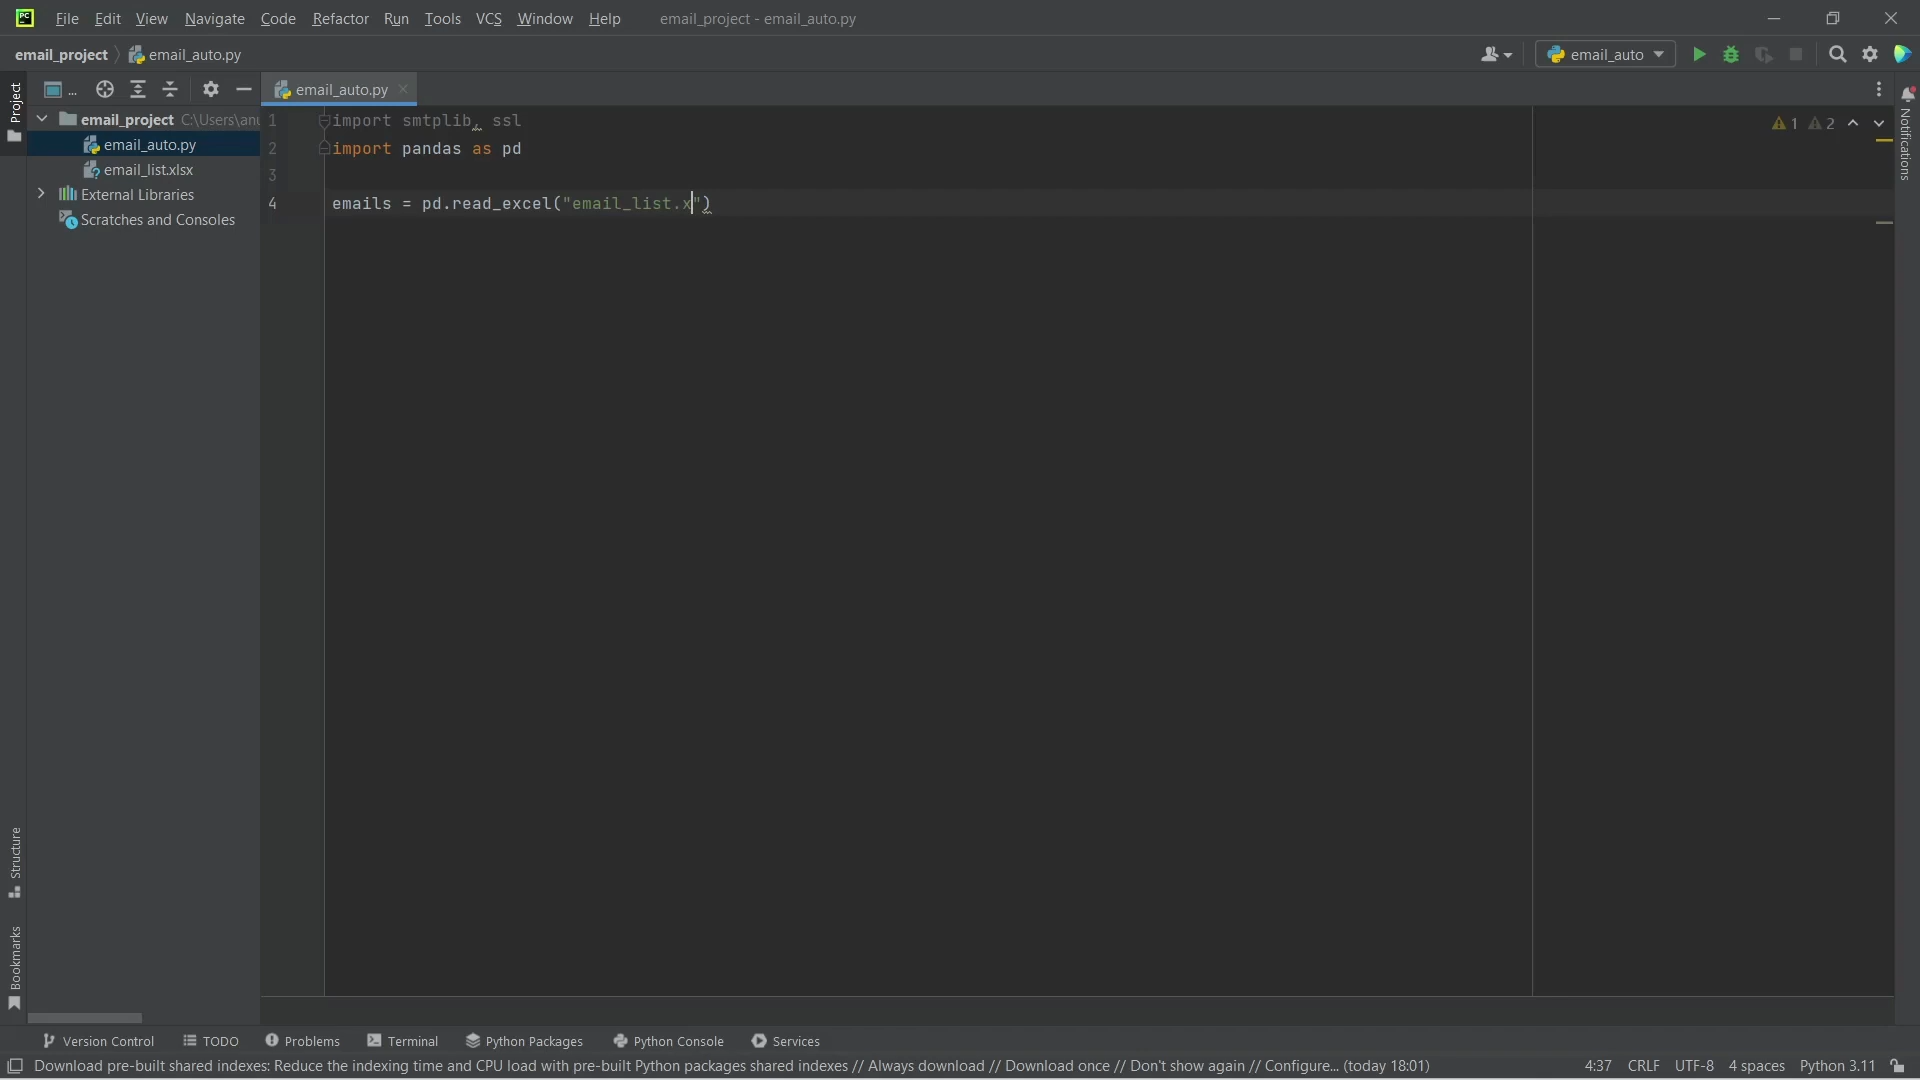 PC
File Edit View Navigate Code Refactor Run Tools VCS Window Help email_project - email_auto.py
email_project email_auto.py email_auto
Project
... email_auto.py
email_project C:\Users\anu
email_auto.py
email_list.xlsx
External Libraries
Scratches and Consoles
1 import smtplib, ssl
2 import pandas as pd
3
4 emails = pd.read_excel("email_list.x")
1 2
Notifications
Structure
Bookmarks
Version Control TODO Problems Terminal Python Packages Python Console Services
Download pre-built shared indexes: Reduce the indexing time and CPU load with pre-built Python packages shared indexes // Always download // Download once // Don't show again // Configure... (today 18:01) 4:37 CRLF UTF-8 4 spaces Python 3.11